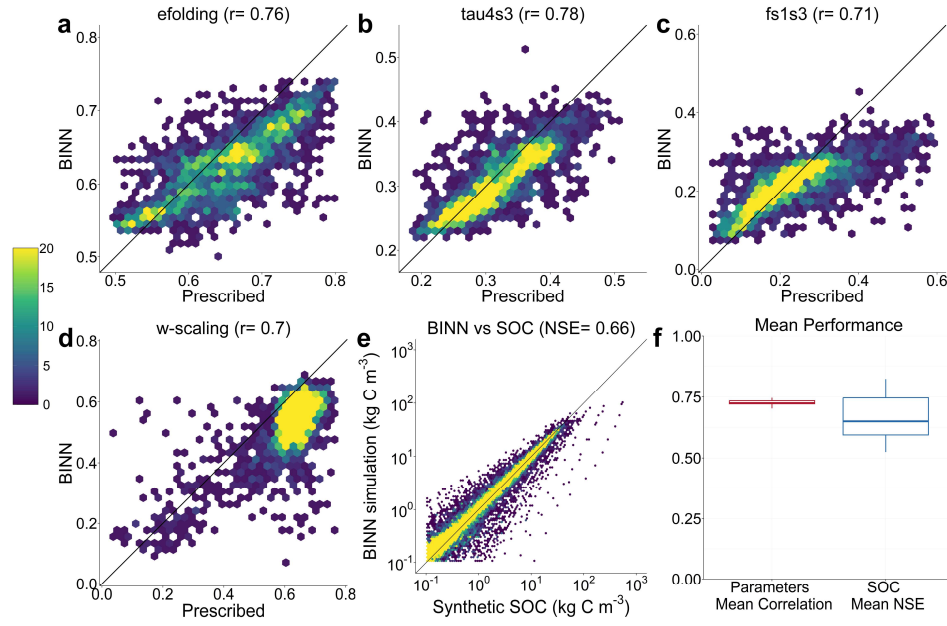 a
efolding (r= 0.76)
BINN
0.8
0.7
0.6
0.5
0.5
0.6
0.7
0.8
Prescribed
b
tau4s3 (r= 0.78)
BINN
0.5
0.4
0.3
0.2
0.2
0.3
0.4
0.5
Prescribed
c
fs1s3 (r= 0.71)
BINN
0.6
0.4
0.2
0.0
0.0
0.2
0.4
0.6
Prescribed
20
15
10
5
0
d
w-scaling (r= 0.7)
BINN
0.8
0.6
0.4
0.2
0.0
0.0
0.2
0.4
0.6
0.8
Prescribed
e
BINN vs SOC (NSE= 0.66)
BINN simulation (kg C m⁻³)
10³
10²
10¹
10⁰
10⁻¹
10⁻¹
10⁰
10¹
10²
10³
Synthetic SOC (kg C m⁻³)
f
Mean Performance
1.00
0.75
0.50
0.25
0.00
Parameters
Mean Correlation
SOC
Mean NSE